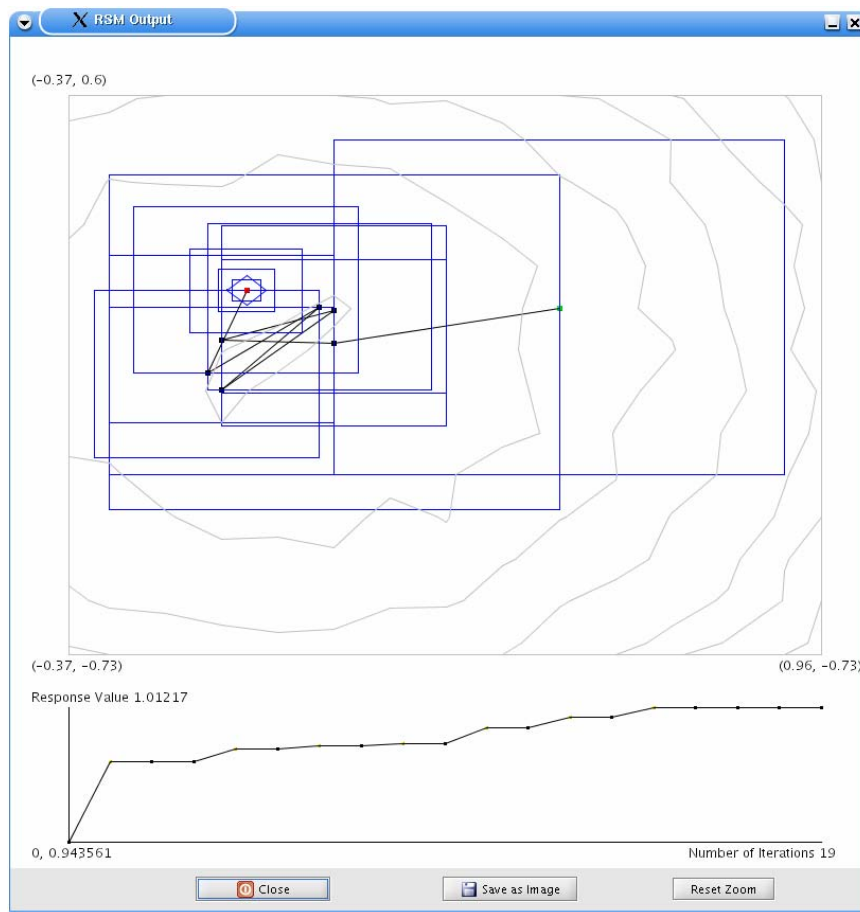 RSM Output
(-0.37, 0.6)
(-0.37, -0.73)
(0.96, -0.73)
Response Value 1.01217
0, 0.943561
Number of Iterations 19
Close
Save as Image
Reset Zoom